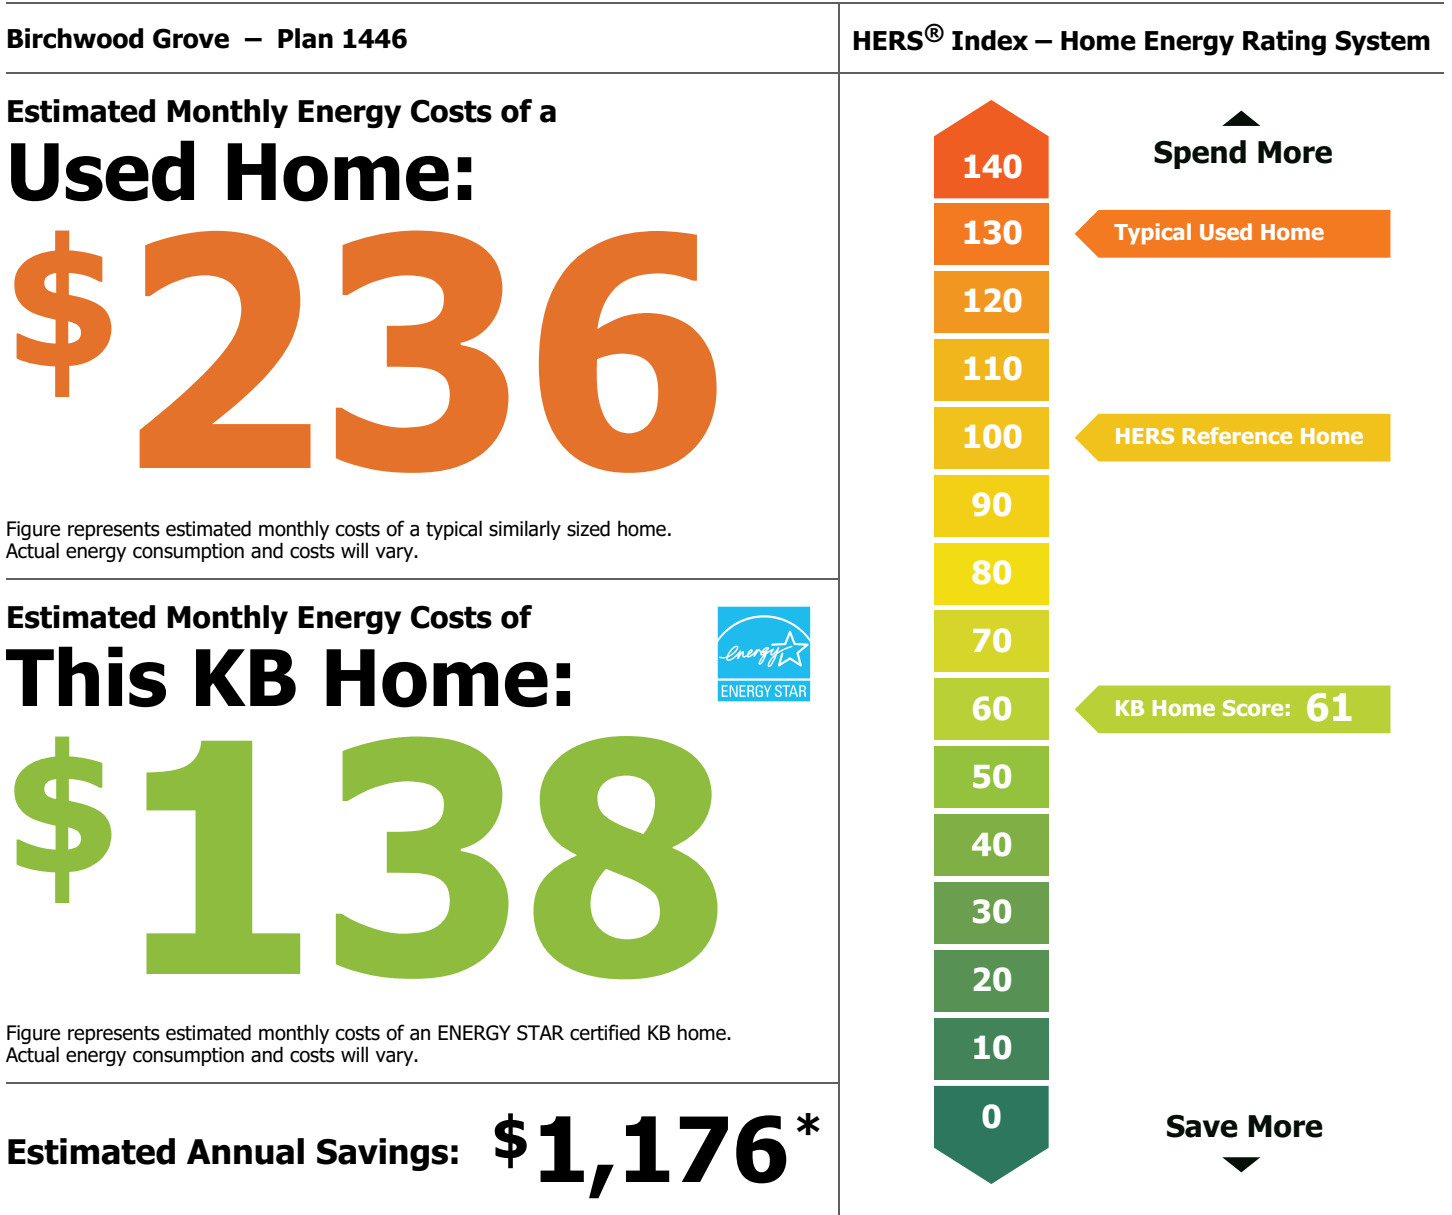 Birchwood Grove – Plan 1446
Estimated Monthly Energy Costs of a
Used Home:
$236
Figure represents estimated monthly costs of a typical similarly sized home.
Actual energy consumption and costs will vary.
Estimated Monthly Energy Costs of
This KB Home:
energy
ENERGY STAR
$138
Figure represents estimated monthly costs of an ENERGY STAR certified KB home.
Actual energy consumption and costs will vary.
Estimated Annual Savings: $1,176*
HERS® Index – Home Energy Rating System
Spend More
140
130
Typical Used Home
120
110
100
HERS Reference Home
90
80
70
60
KB Home Score: 61
50
40
30
20
10
0
Save More